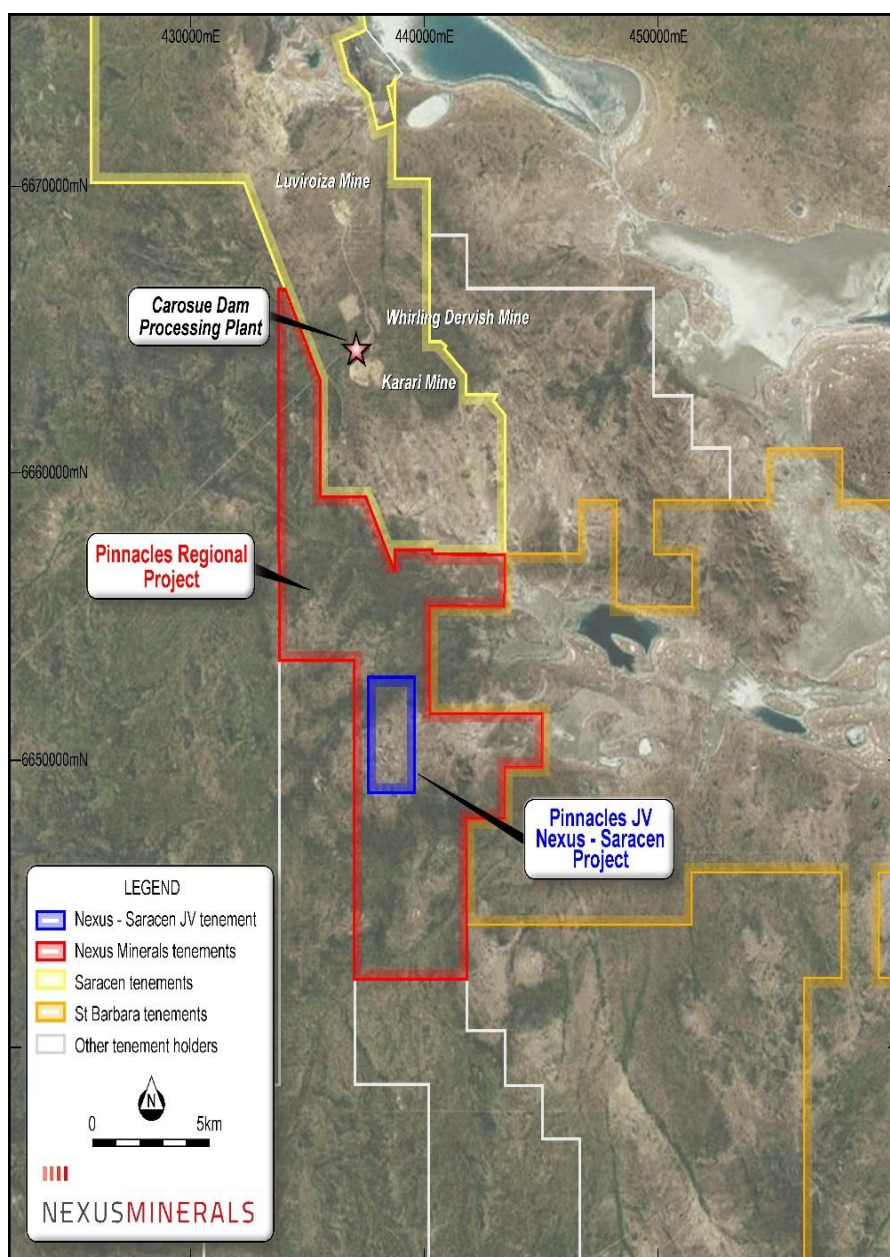 430000mE
440000mE
450000mE
6670000mN
Luviroiza Mine
Carosue Dam
Processing Plant
Whirling Dervish Mine
Karari Mine
6660000mN
Pinnacles Regional
Project
6650000mN
Pinnacles JV
Nexus - Saracen
Project
LEGEND
Nexus - Saracen JV tenement
Nexus Minerals tenements
Saracen tenements
St Barbara tenements
Other tenement holders
N
0
5km
NEXUSMINERALS